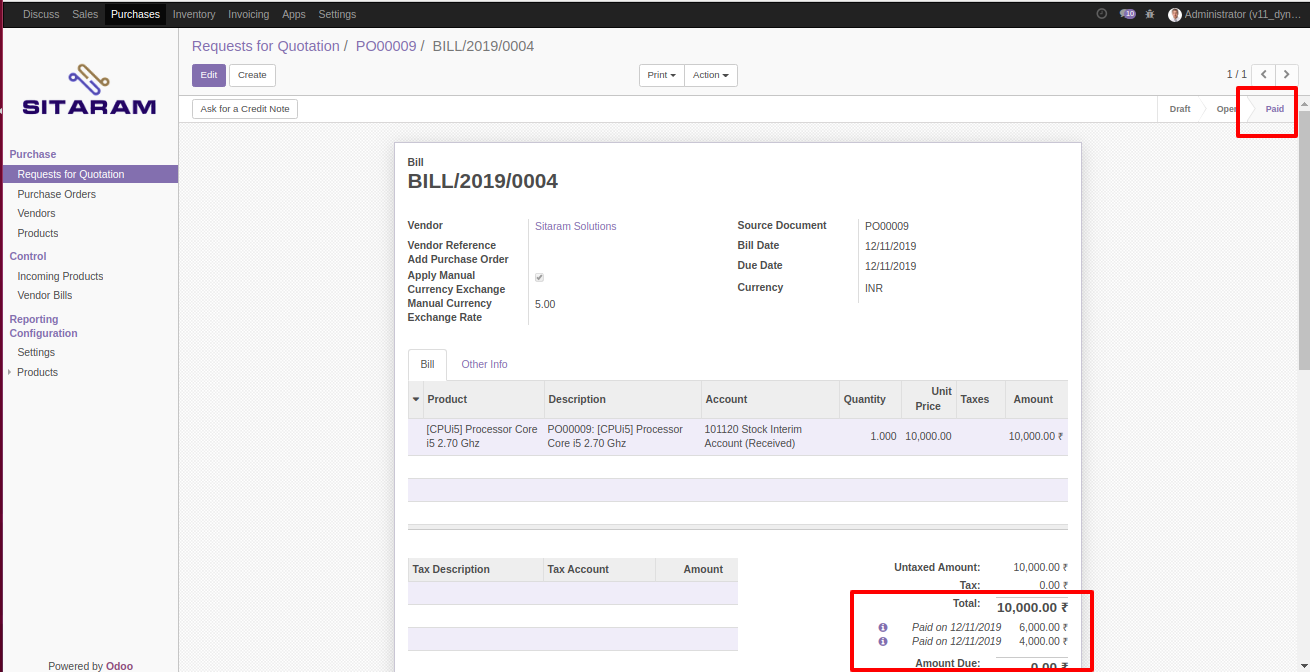 Discuss Sales Purchases Inventory Invoicing Apps Settings 10 Administrator (v11_dyn...
Requests for Quotation / PO00009 / BILL/2019/0004
Edit Create Print Action 1 / 1
Ask for a Credit Note Draft Open Paid
SITARAM
Purchase
Requests for Quotation
Purchase Orders
Vendors
Products
Control
Incoming Products
Vendor Bills
Reporting
Configuration
Settings
Products
Powered by Odoo
Bill
BILL/2019/0004
Vendor Sitaram Solutions
Vendor Reference
Add Purchase Order
Apply Manual
Currency Exchange
Manual Currency 5.00
Exchange Rate
Source Document PO00009
Bill Date 12/11/2019
Due Date 12/11/2019
Currency INR
Bill Other Info
Product Description Account Quantity Unit Price Taxes Amount
[CPUi5] Processor Core PO00009: [CPUi5] Processor 101120 Stock Interim 1.000 10,000.00 10,000.00 ₹
i5 2.70 Ghz Core i5 2.70 Ghz Account (Received)
Tax Description Tax Account Amount
Untaxed Amount: 10,000.00 ₹
Tax: 0.00 ₹
Total: 10,000.00 ₹
Paid on 12/11/2019 6,000.00 ₹
Paid on 12/11/2019 4,000.00 ₹
Amount Due: 0.00 ₹